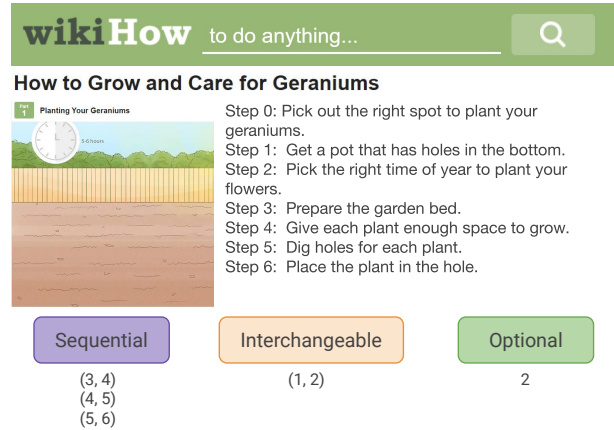 wikiHow to do anything...
How to Grow and Care for Geraniums
Part
1
Planting Your Geraniums
5-6 hours
Step 0: Pick out the right spot to plant your
geraniums.
Step 1:  Get a pot that has holes in the bottom.
Step 2:  Pick the right time of year to plant your
flowers.
Step 3:  Prepare the garden bed.
Step 4:  Give each plant enough space to grow.
Step 5:  Dig holes for each plant.
Step 6:  Place the plant in the hole.
Sequential
(3, 4)
(4, 5)
(5, 6)
Interchangeable
(1, 2)
Optional
2